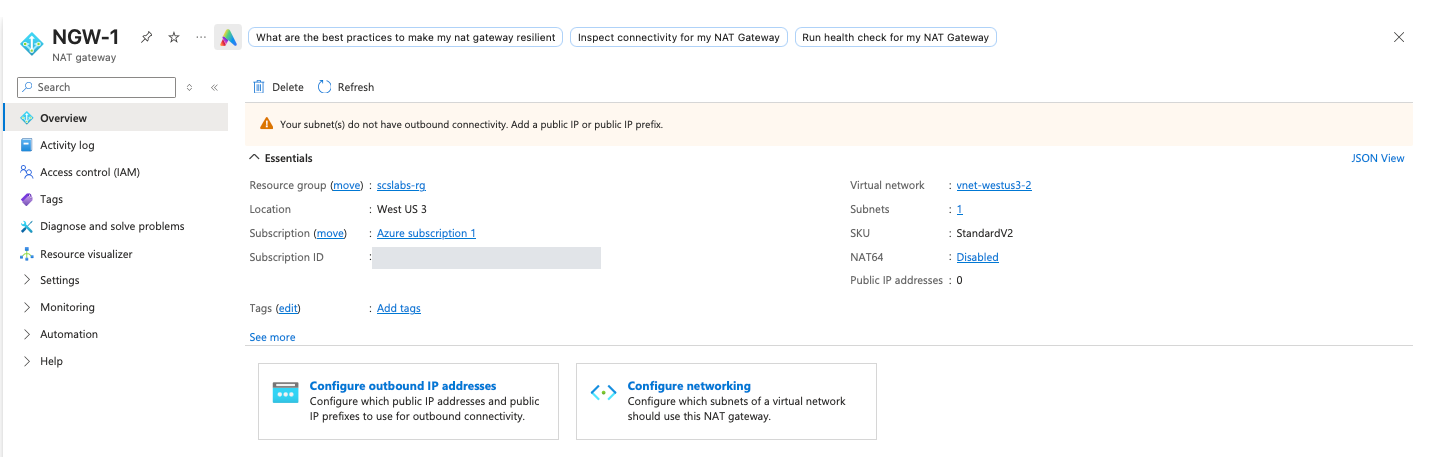 NGW-1
NAT gateway
What are the best practices to make my nat gateway resilient
Inspect connectivity for my NAT Gateway
Run health check for my NAT Gateway
Search
Delete
Refresh
Overview
Activity log
Access control (IAM)
Tags
Diagnose and solve problems
Resource visualizer
Settings
Monitoring
Automation
Help
Your subnet(s) do not have outbound connectivity. Add a public IP or public IP prefix.
Essentials
JSON View
Resource group (move) : scslabs-rg
Location : West US 3
Subscription (move) : Azure subscription 1
Subscription ID :
Tags (edit) : Add tags
See more
Virtual network : vnet-westus3-2
Subnets : 1
SKU : StandardV2
NAT64 : Disabled
Public IP addresses : 0
Configure outbound IP addresses
Configure which public IP addresses and public
IP prefixes to use for outbound connectivity.
Configure networking
Configure which subnets of a virtual network
should use this NAT gateway.